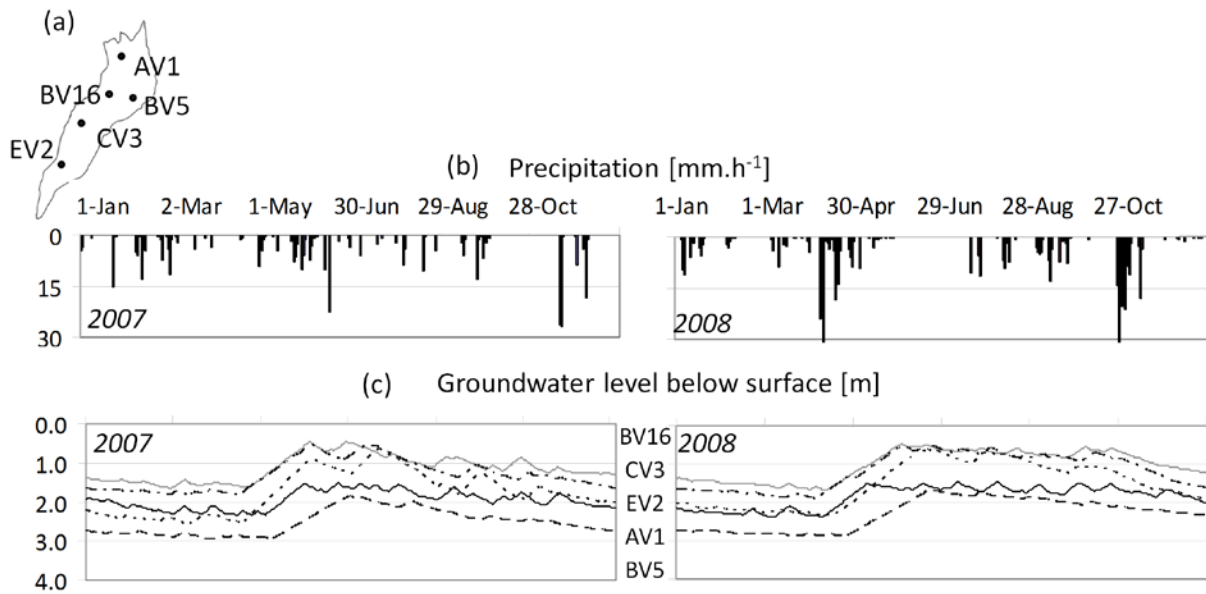 (a)
AV1
BV16
BV5
CV3
EV2
(b) Precipitation [mm.h⁻¹]
1-Jan 2-Mar 1-May 30-Jun 29-Aug 28-Oct
1-Jan 1-Mar 30-Apr 29-Jun 28-Aug 27-Oct
0
15
30
2007
2008
(c) Groundwater level below surface [m]
0.0
1.0
2.0
3.0
4.0
2007
BV16
CV3
EV2
AV1
BV5
2008